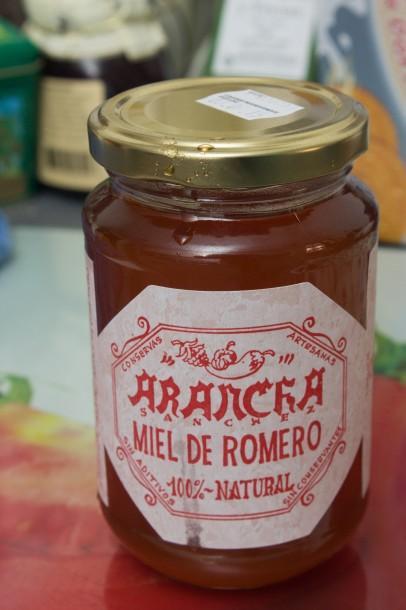 CONSERVAS ARTESANAS
ARANCHA
SANCHEZ
MIEL DE ROMERO
100%-NATURAL
SIN ADITIVOS SIN CONSERVANTES